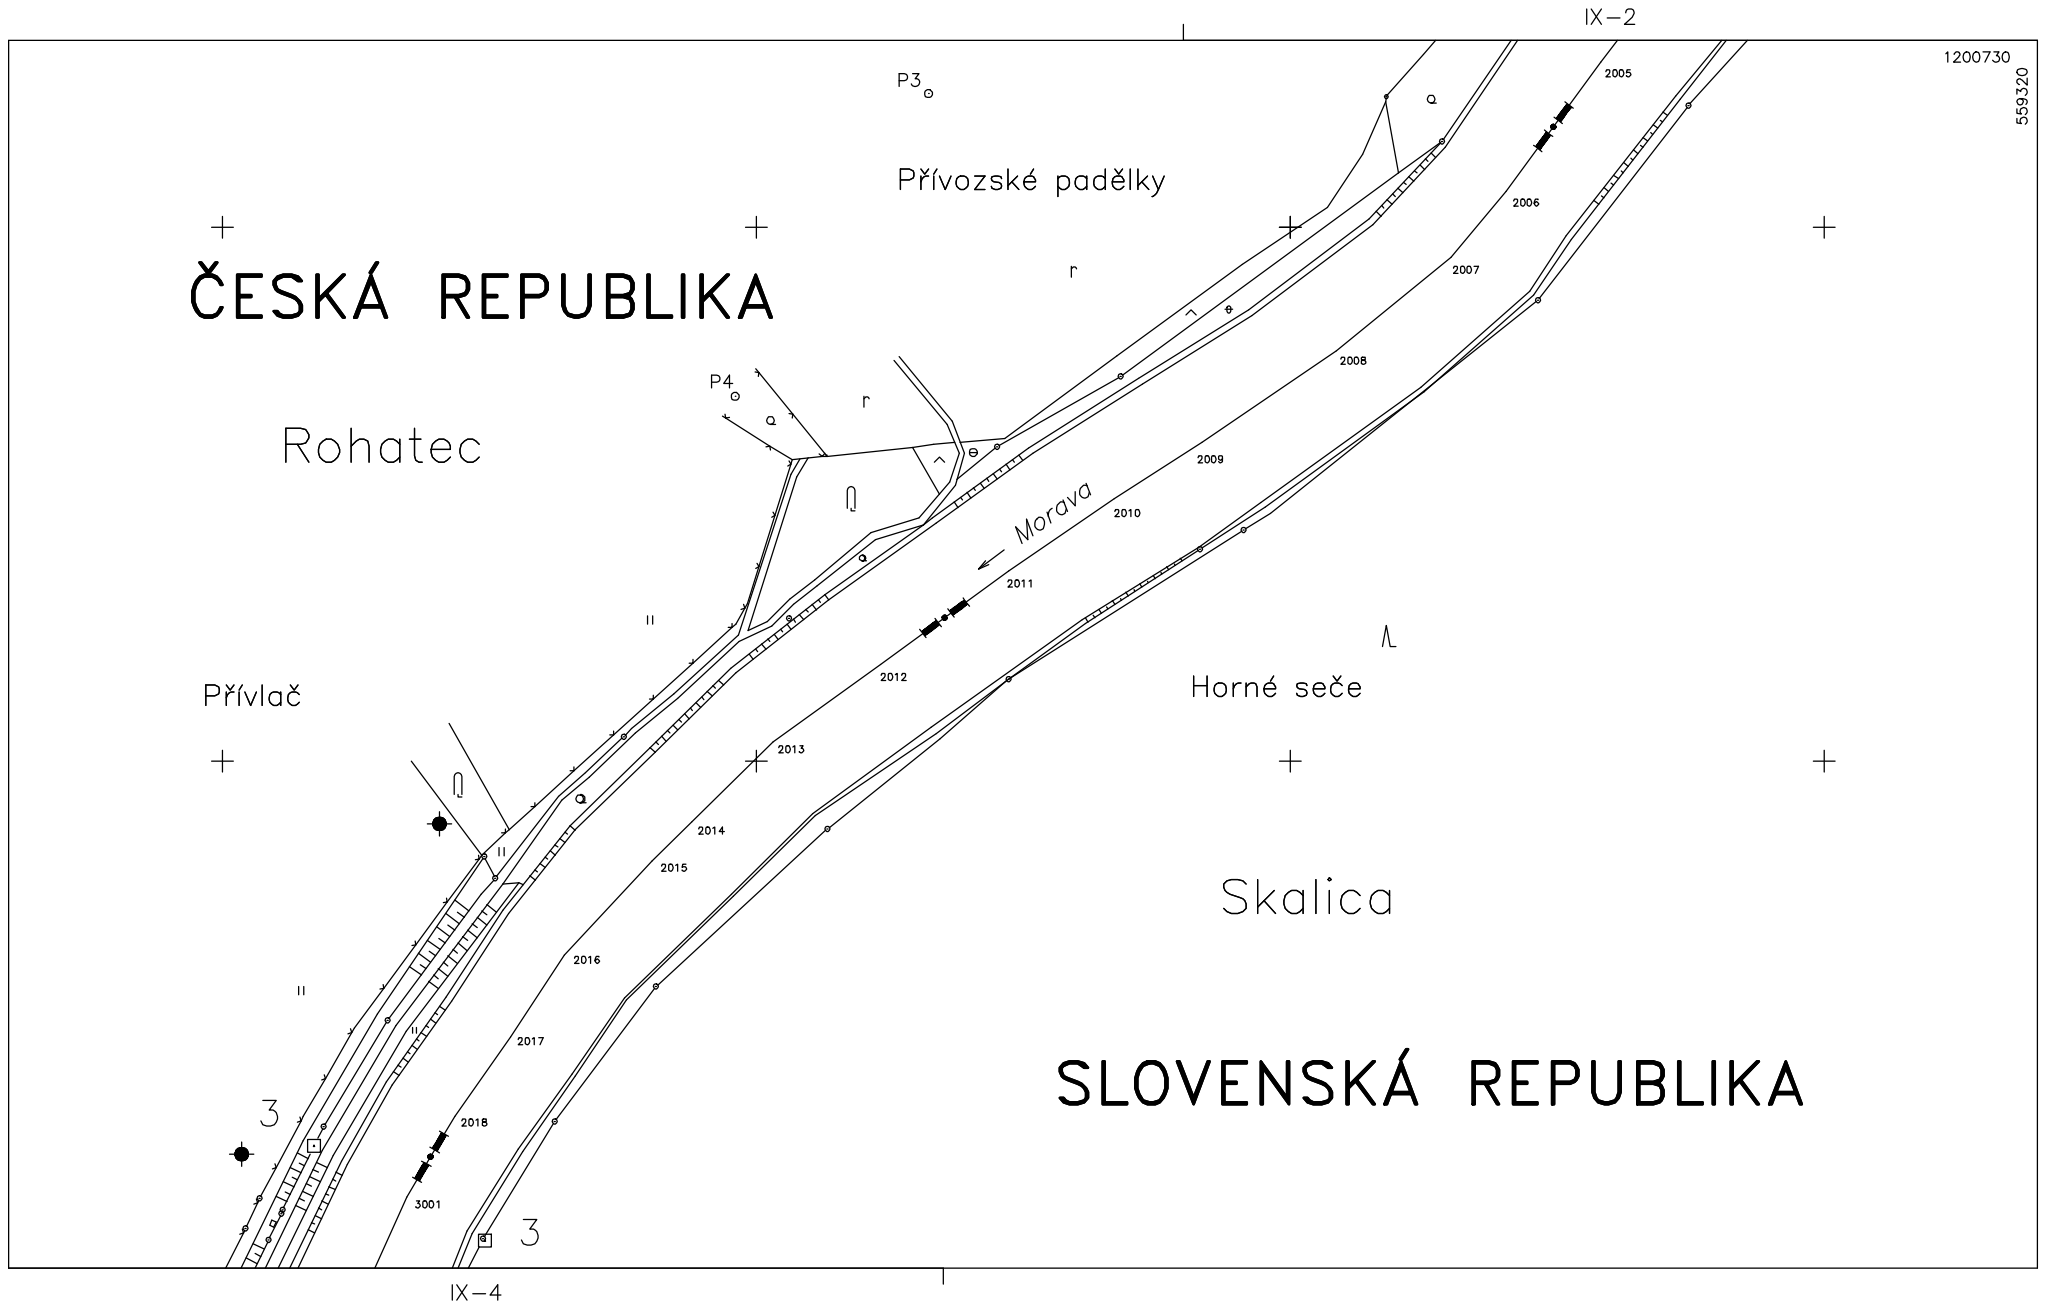 IX-2
1200730
559320
2005
P3
Přívozské padělky
2006
r
2007
ČESKÁ REPUBLIKA
2008
P4
r
Rohatec
2009
Morava
2010
2011
Přívlač
2012
Horné seče
2013
2014
2015
Skalica
2016
2017
SLOVENSKÁ REPUBLIKA
3
2018
3001
3
IX-4